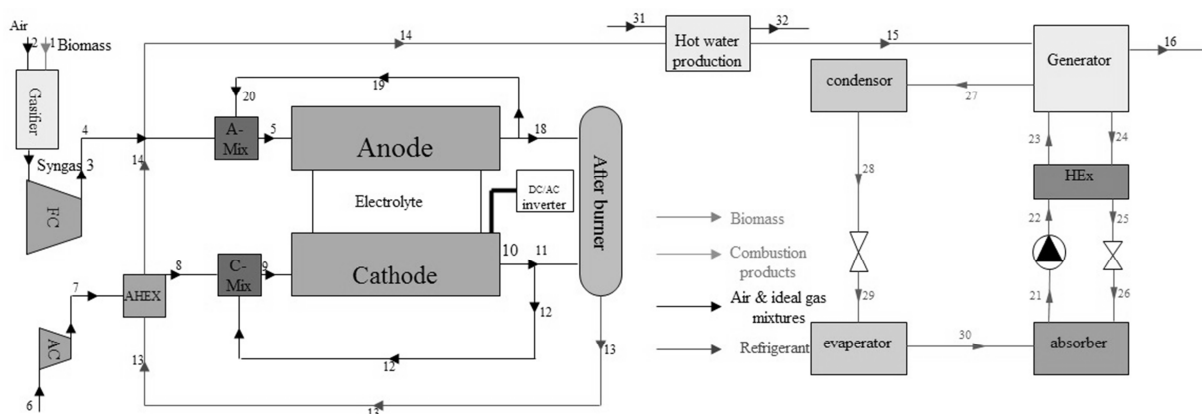 Air
2
1
Biomass
Gasifier
Syngas 3
4
FC
14
14
19
20
A-
Mix
5
Anode
18
Electrolyte
DC/AC
inverter
After burner
10
11
Cathode
C-
Mix
9
8
AHEX
7
AC
6
12
12
13
13
13
31
32
Hot water
production
15
Generator
16
condensor
27
28
29
23
24
HEx
22
25
21
26
evaperator
30
absorber
Biomass
Combustion
products
Air & ideal gas
mixtures
Refrigerant